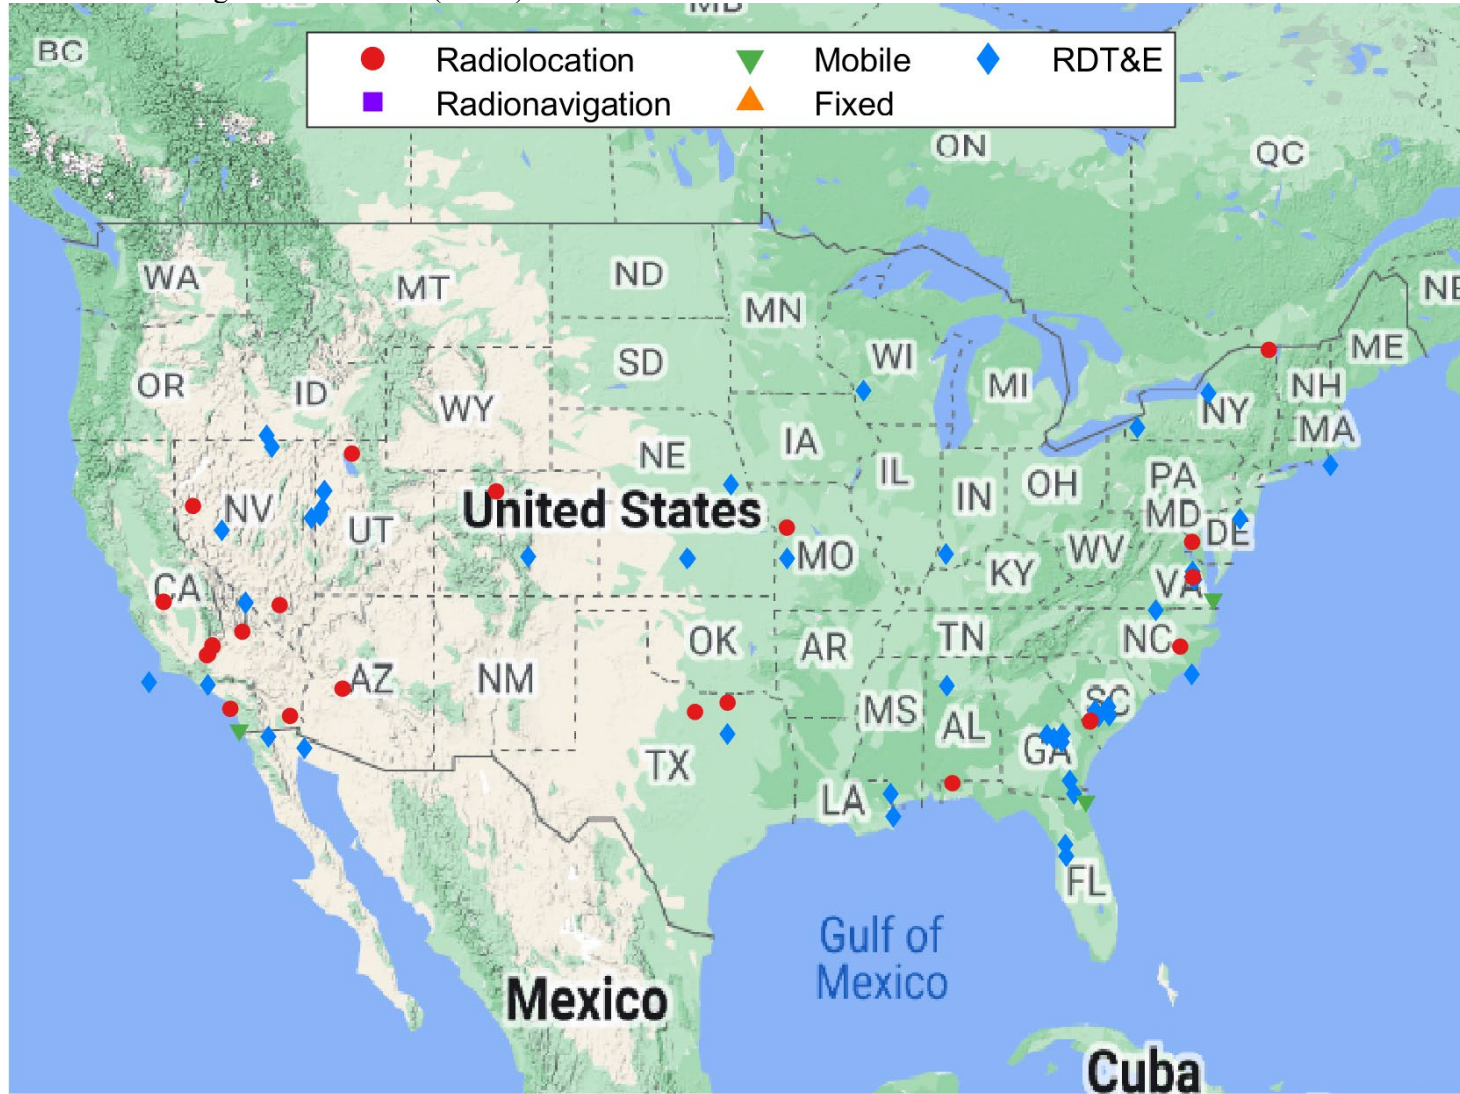 MB
BC
Radiolocation Mobile RDT&E
Radionavigation Fixed
ON
QC
WA
MT
ND
MN
NE
OR
ID
WY
SD
WI
MI
NY
NH
ME
MA
NV
UT
NE
IA
IL
IN
OH
PA
MD
DE
United States
CA
MO
KY
WV
VA
AZ
NM
OK
AR
TN
NC
MS
AL
SC
GA
TX
LA
FL
Gulf of
Mexico
Mexico
Cuba